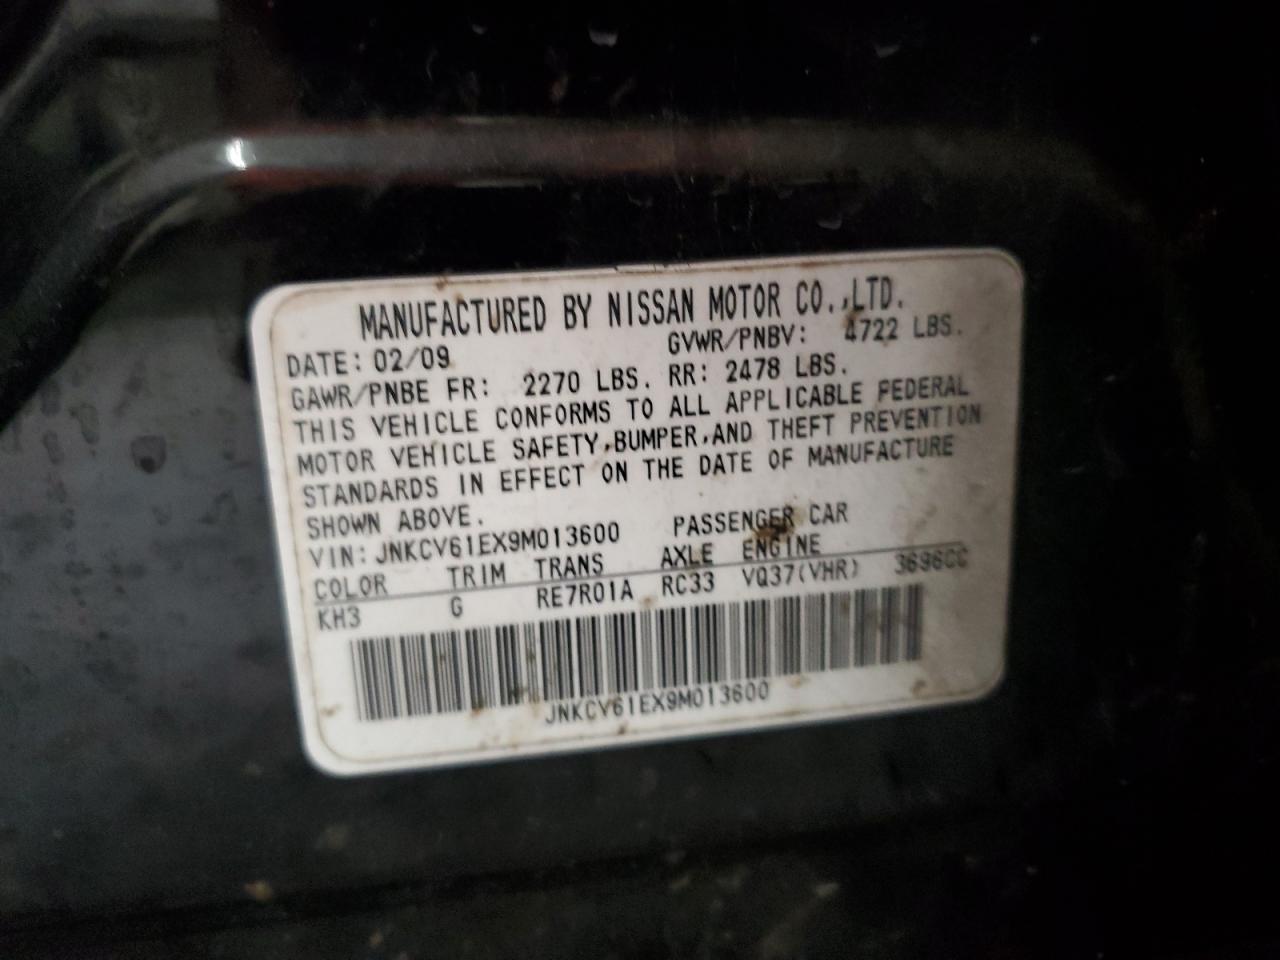 MANUFACTURED BY NISSAN MOTOR CO.,LTD.
DATE: 02/09 GVWR/PNBV: 4722 LBS.
GAWR/PNBE FR: 2270 LBS. RR: 2478 LBS.
THIS VEHICLE CONFORMS TO ALL APPLICABLE FEDERAL
MOTOR VEHICLE SAFETY,BUMPER,AND THEFT PREVENTION
STANDARDS IN EFFECT ON THE DATE OF MANUFACTURE
SHOWN ABOVE.
VIN: JNKCV61EX9M013600 PASSENGER CAR
COLOR TRIM TRANS AXLE ENGINE
KH3 G RE7R01A RC33 VQ37(VHR) 3696CC
JNKCV61EX9M013600